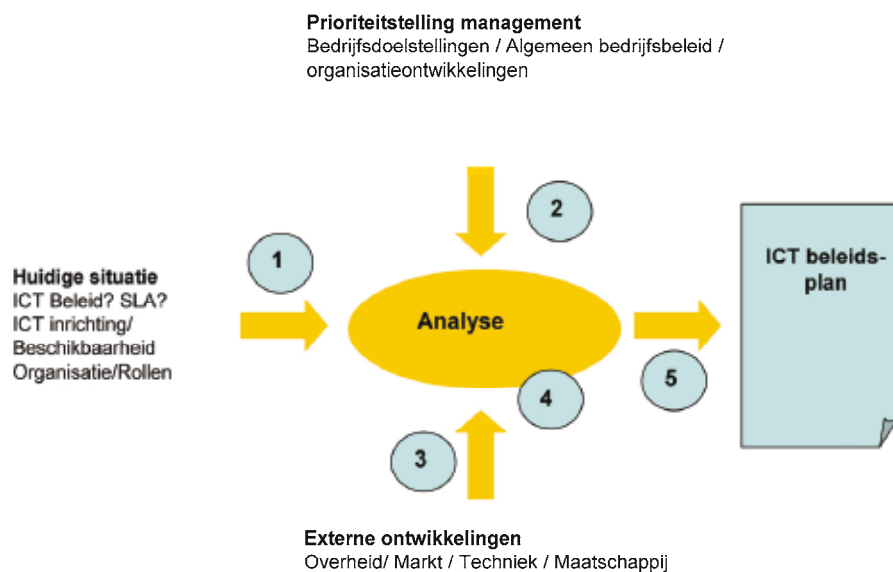 Prioriteitstelling management
Bedrijfsdoelstellingen / Algemeen bedrijfsbeleid /
organisatieontwikkelingen
2
1
Huidige situatie
ICT Beleid? SLA?
ICT inrichting/
Beschikbaarheid
Organisatie/Rollen
Analyse
ICT beleids-
plan
5
4
3
Externe ontwikkelingen
Overheid/ Markt / Techniek / Maatschappij